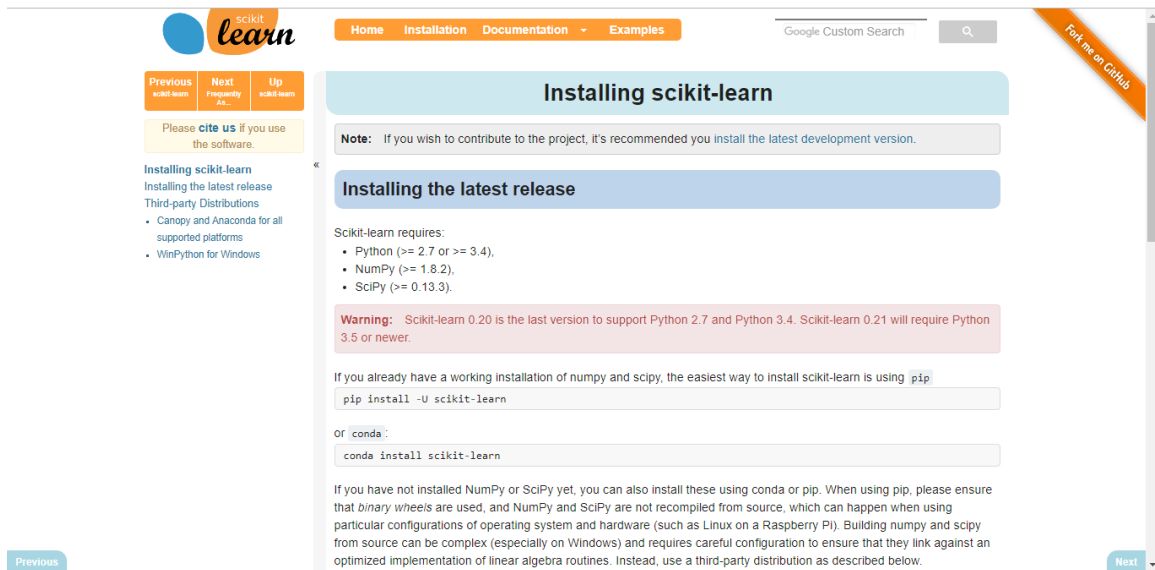 scikit
learn
Home Installation Documentation Examples
Google Custom Search
Fork me on GitHub
Previous Next Up
scikit-learn Frequently scikit-learn
As...
Please cite us if you use
the software.
Installing scikit-learn
Installing the latest release
Third-party Distributions
• Canopy and Anaconda for all
supported platforms
• WinPython for Windows
«
Installing scikit-learn
Note: If you wish to contribute to the project, it's recommended you install the latest development version.
Installing the latest release
Scikit-learn requires:
• Python (>= 2.7 or >= 3.4),
• NumPy (>= 1.8.2),
• SciPy (>= 0.13.3).
Warning: Scikit-learn 0.20 is the last version to support Python 2.7 and Python 3.4. Scikit-learn 0.21 will require Python
3.5 or newer.
If you already have a working installation of numpy and scipy, the easiest way to install scikit-learn is using pip
pip install -U scikit-learn
or conda:
conda install scikit-learn
If you have not installed NumPy or SciPy yet, you can also install these using conda or pip. When using pip, please ensure
that binary wheels are used, and NumPy and SciPy are not recompiled from source, which can happen when using
particular configurations of operating system and hardware (such as Linux on a Raspberry Pi). Building numpy and scipy
from source can be complex (especially on Windows) and requires careful configuration to ensure that they link against an
optimized implementation of linear algebra routines. Instead, use a third-party distribution as described below.
Previous
Next